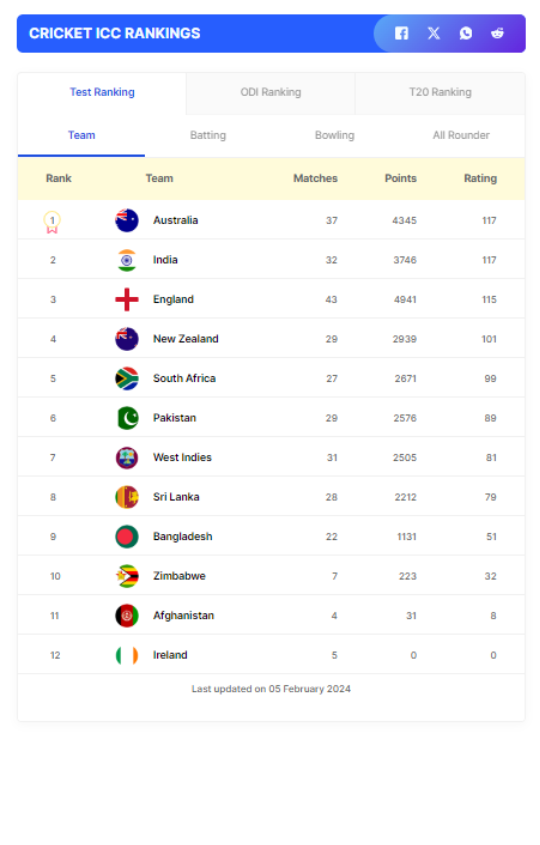 CRICKET ICC RANKINGS
Test Ranking ODI Ranking T20 Ranking
Team Batting Bowling All Rounder
Rank Team Matches Points Rating
1 Australia 37 4345 117
2 India 32 3746 117
3 England 43 4941 115
4 New Zealand 29 2939 101
5 South Africa 27 2671 99
6 Pakistan 29 2576 89
7 West Indies 31 2505 81
8 Sri Lanka 28 2212 79
9 Bangladesh 22 1131 51
10 Zimbabwe 7 223 32
11 Afghanistan 4 31 8
12 Ireland 5 0 0
Last updated on 05 February 2024